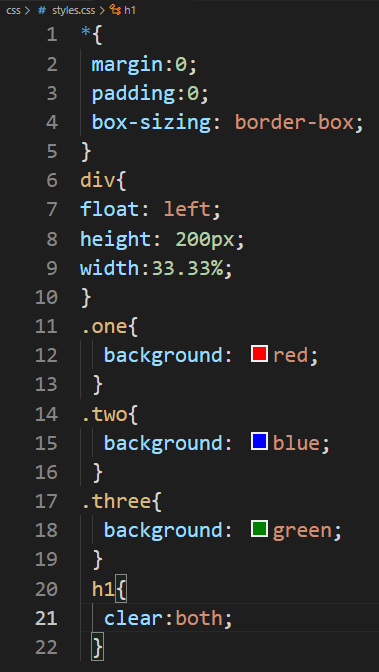 css > # styles.css > h1
1 *{
2 margin:0;
3 padding:0;
4 box-sizing: border-box;
5 }
6 div{
7 float: left;
8 height: 200px;
9 width:33.33%;
10 }
11 .one{
12 background: red;
13 }
14 .two{
15 background: blue;
16 }
17 .three{
18 background: green;
19 }
20 h1{
21 clear:both;
22 }